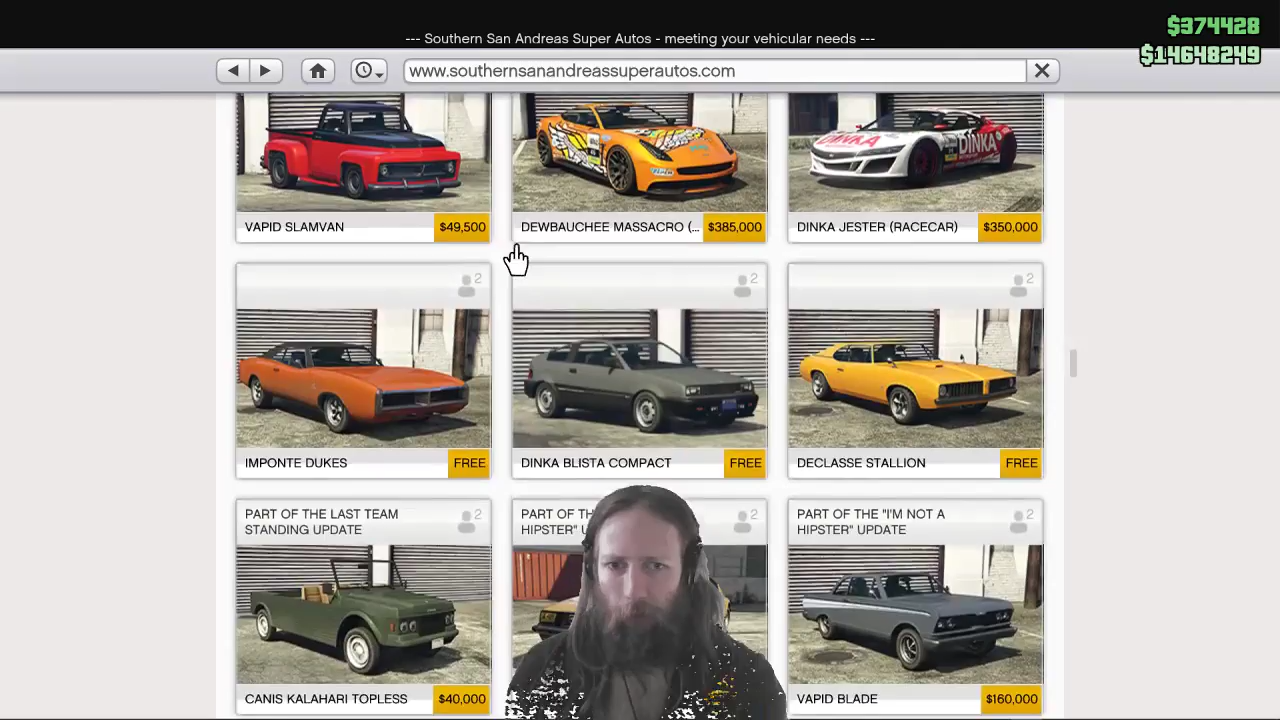 $374428
--- Southern San Andreas Super Autos - meeting your vehicular needs ---
$14648249
www.southernsanandreassuperautos.com
DINKA
DINKA
VAPID SLAMVAN
$49,500
DEWBAUCHEE MASSACRO (...
$385,000
DINKA JESTER (RACECAR)
$350,000
2
2
2
IMPONTE DUKES
FREE
DINKA BLISTA COMPACT
FREE
DECLASSE STALLION
FREE
PART OF THE LAST TEAM
STANDING UPDATE
2
PART OF TH
HIPSTER" U
2
PART OF THE "I'M NOT A
HIPSTER" UPDATE
2
CANIS KALAHARI TOPLESS
$40,000
VAPID BLADE
$160,000